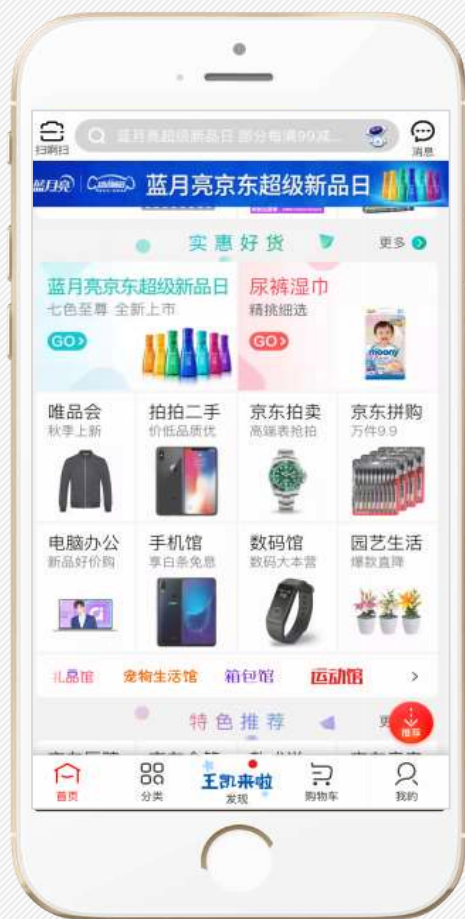 扫啊扫
蓝月亮超级新品日 部分每满99减...
消息
蓝月亮
蓝月亮京东超级新品日
实惠好货
更多
蓝月亮京东超级新品日
七色至尊 全新上市
GO
尿裤湿巾
精挑细选
GO
moony
唯品会
秋季上新
拍拍二手
价低品质优
京东拍卖
高端表抢拍
京东拼购
万件9.9
电脑办公
新品好价购
手机馆
享白条免息
数码馆
数码大本营
园艺生活
爆款直降
礼品馆
宠物生活馆
箱包馆
运动馆
特色推荐
更
推荐
首页
分类
王凯来啦
发现
购物车
我的